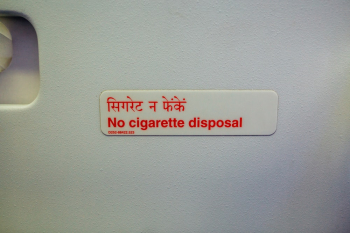 सिगरेट न फेंकें
No cigarette disposal